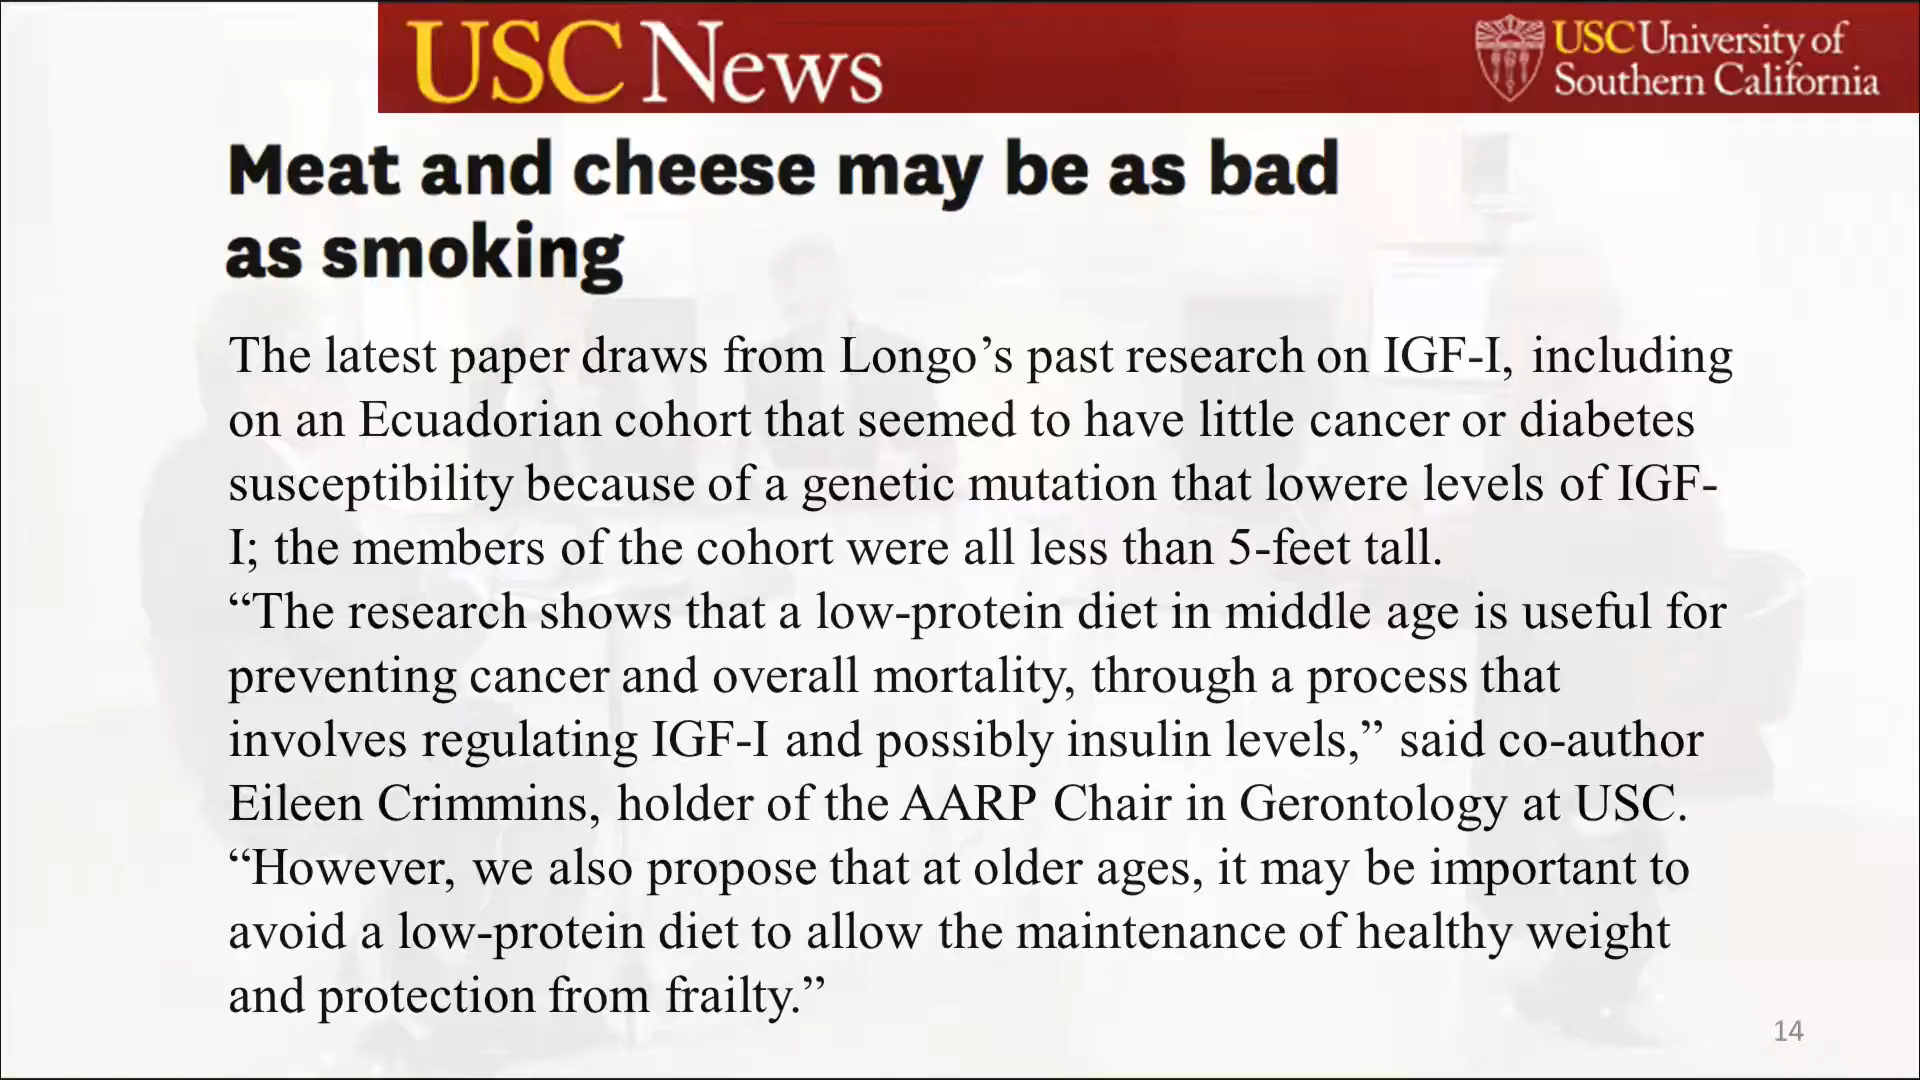 USC News
USC University of
Southern California
Meat and cheese may be as bad
as smoking
The latest paper draws from Longo’s past research on IGF-I, including
on an Ecuadorian cohort that seemed to have little cancer or diabetes
susceptibility because of a genetic mutation that lowere levels of IGF-
I; the members of the cohort were all less than 5-feet tall.
“The research shows that a low-protein diet in middle age is useful for
preventing cancer and overall mortality, through a process that
involves regulating IGF-I and possibly insulin levels,” said co-author
Eileen Crimmins, holder of the AARP Chair in Gerontology at USC.
“However, we also propose that at older ages, it may be important to
avoid a low-protein diet to allow the maintenance of healthy weight
and protection from frailty.”
14